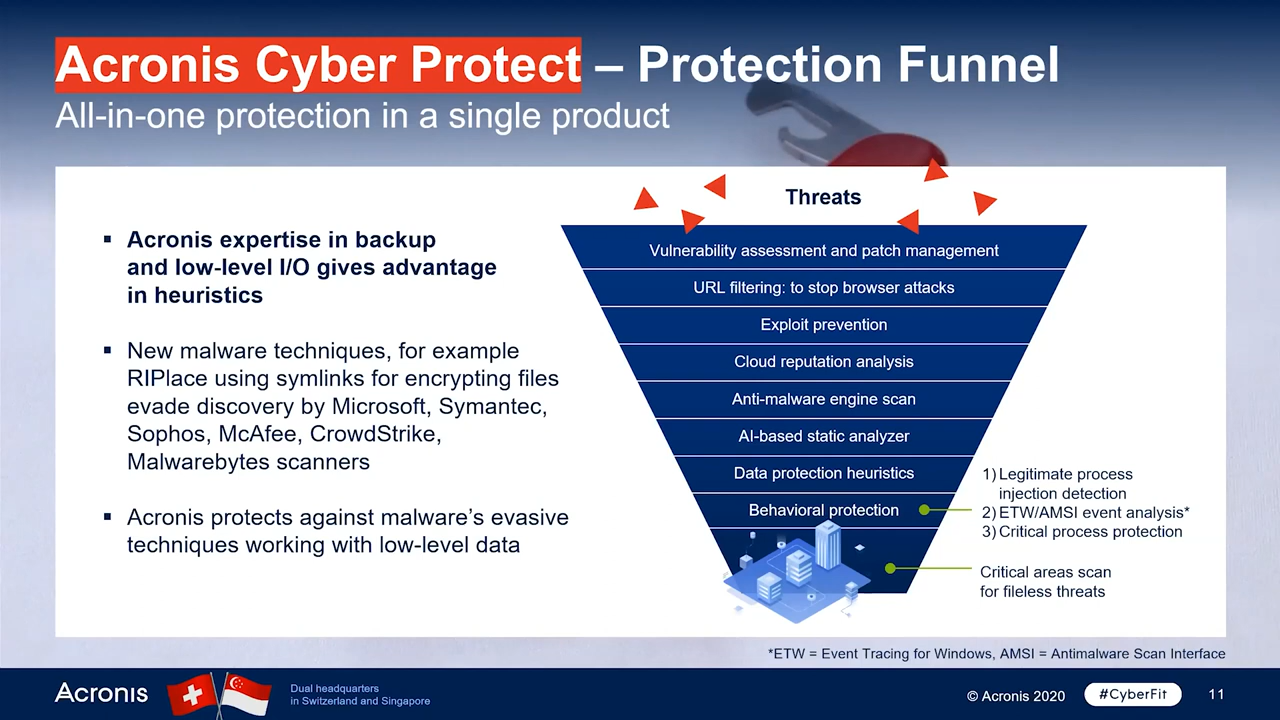 Acronis Cyber Protect – Protection Funnel
All-in-one protection in a single product
▪ Acronis expertise in backup
and low-level I/O gives advantage
in heuristics
▪ New malware techniques, for example
RIPlace using symlinks for encrypting files
evade discovery by Microsoft, Symantec,
Sophos, McAfee, CrowdStrike,
Malwarebytes scanners
▪ Acronis protects against malware’s evasive
techniques working with low-level data
Threats
Vulnerability assessment and patch management
URL filtering: to stop browser attacks
Exploit prevention
Cloud reputation analysis
Anti-malware engine scan
AI-based static analyzer
Data protection heuristics
Behavioral protection
1) Legitimate process
injection detection
2) ETW/AMSI event analysis*
3) Critical process protection
Critical areas scan
for fileless threats
*ETW = Event Tracing for Windows, AMSI = Antimalware Scan Interface
Acronis
Dual headquarters
in Switzerland and Singapore
© Acronis 2020
#CyberFit
11